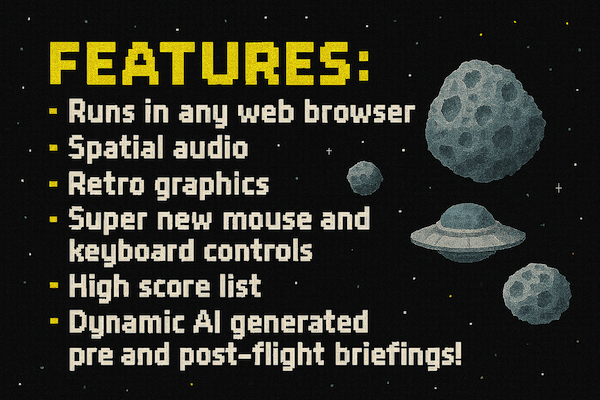 FEATURES:
- Runs in any web browser
- Spatial audio
- Retro graphics
- Super new mouse and
keyboard controls
- High score list
- Dynamic AI generated
pre and post-flight briefings!